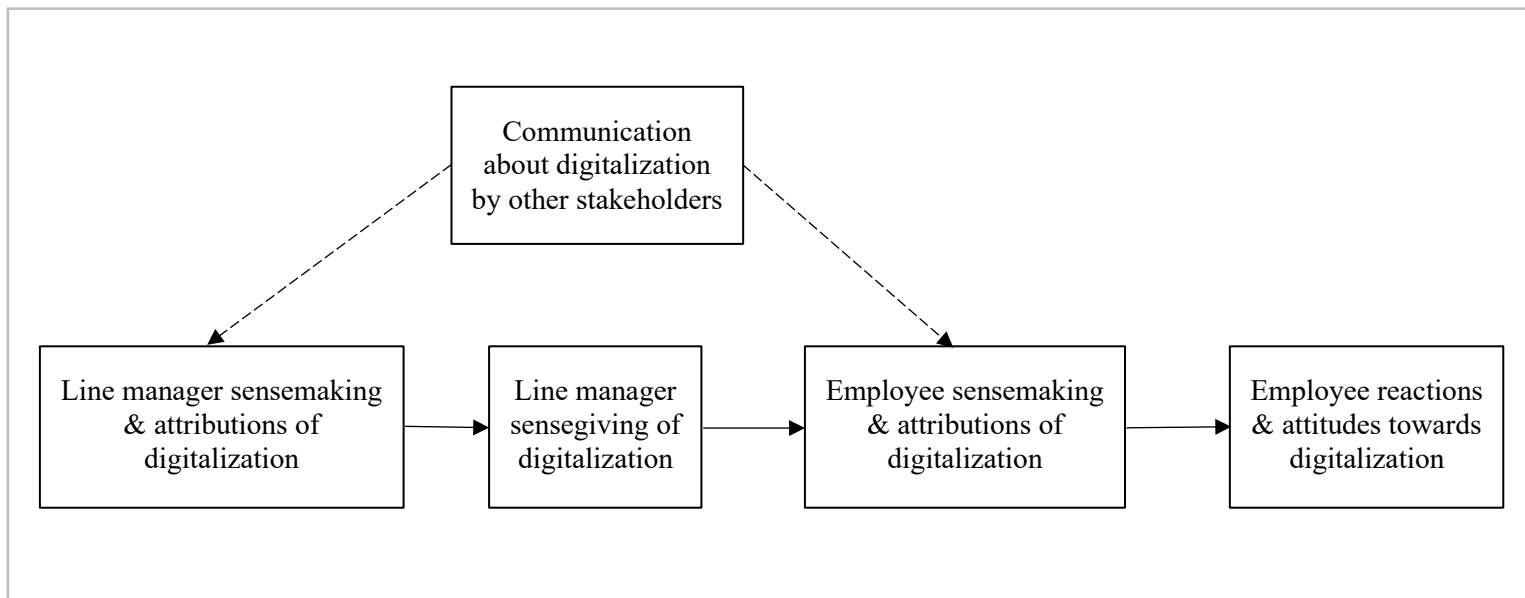 Communication
about digitalization
by other stakeholders
Line manager sensemaking
& attributions of
digitalization
Line manager
sensegiving of
digitalization
Employee sensemaking
& attributions of
digitalization
Employee reactions
& attitudes towards
digitalization